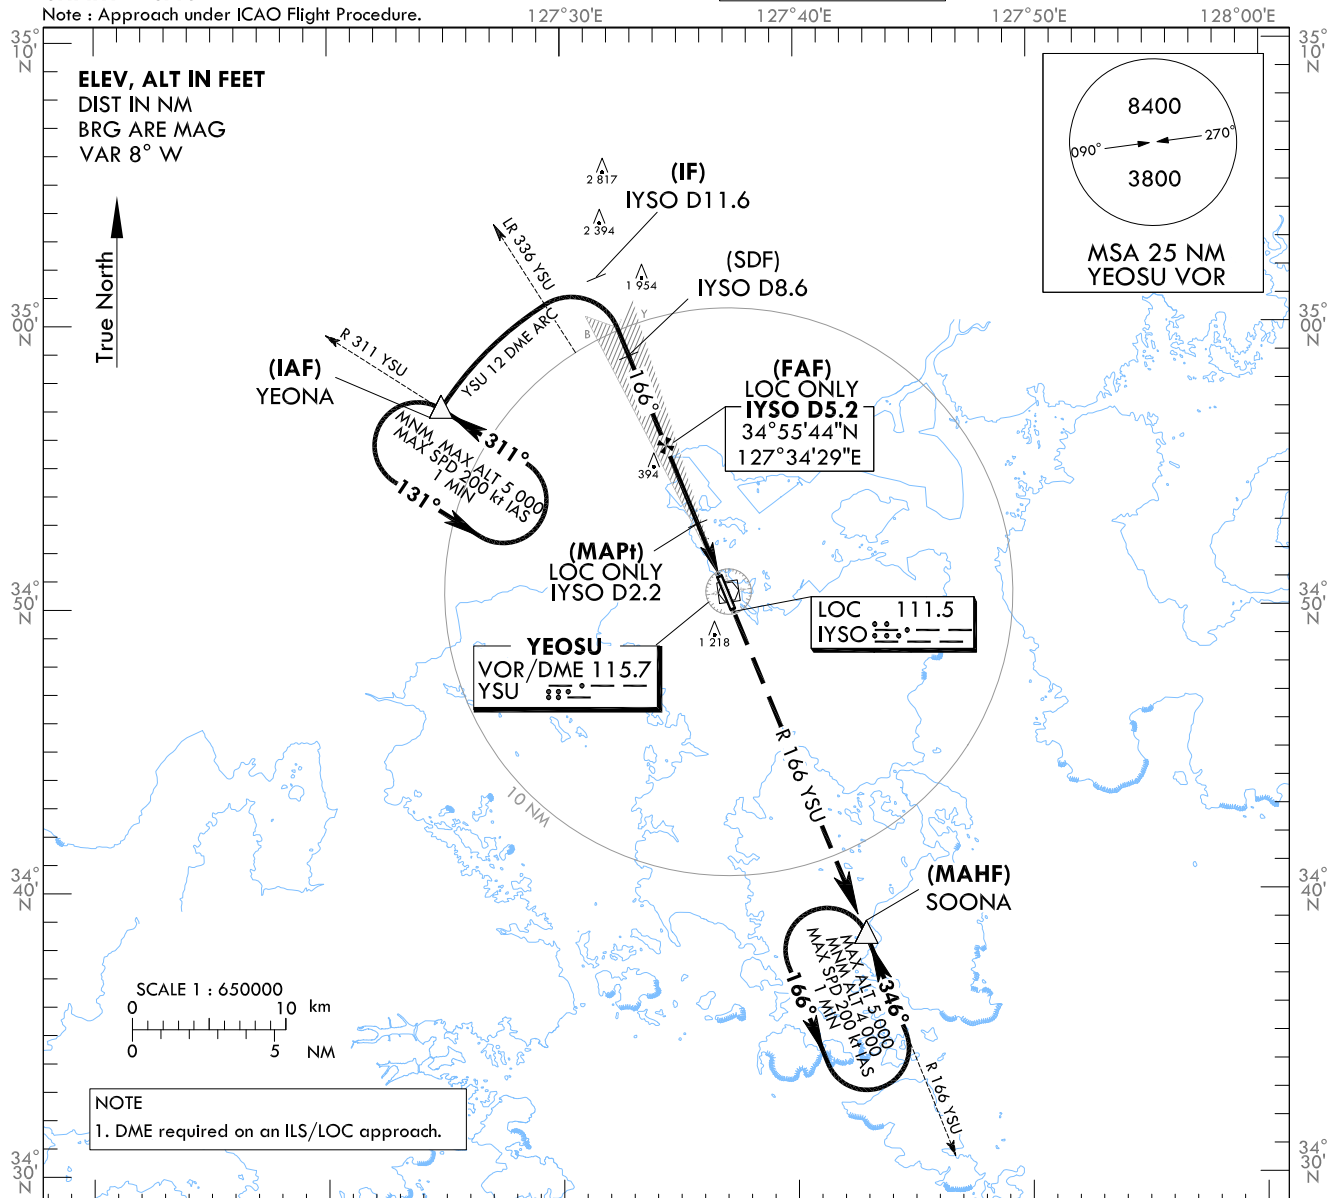 Note : Approach under ICAO Flight Procedure.
127°30'E
127°40'E
127°50'E
128°00'E
35°
10'
N
35°
10'
N
ELEV, ALT IN FEET
DIST IN NM
BRG ARE MAG
VAR 8° W
True North
8400
090°
270°
3800
MSA 25 NM
YEOSU VOR
2 817
2 394
1 954
(IF)
IYSO D11.6
LR 336 YSU
(SDF)
IYSO D8.6
35°
00'
N
35°
00'
N
Y
B
R 311 YSU
YSU 12 DME ARC
(IAF)
YEONA
166°
(FAF)
LOC ONLY
IYSO D5.2
34°55'44"N
127°34'29"E
311°
MNM, MAX ALT 5 000
MAX SPD 200 kt IAS
1 MIN
131°
394
(MAPt)
LOC ONLY
IYSO D2.2
34°
50'
N
34°
50'
N
LOC 111.5
IYSO
1 218
YEOSU
VOR/DME 115.7
YSU
R 166 YSU
10 NM
34°
40'
N
34°
40'
N
(MAHF)
SOONA
MAX ALT 5 000
MNM ALT 4 000
MAX SPD 200 kt IAS
1 MIN
166°
346°
R 166 YSU
SCALE 1 : 650000
0 10 km
0 5 NM
NOTE
1. DME required on an ILS/LOC approach.
34°
30'
N
34°
30'
N